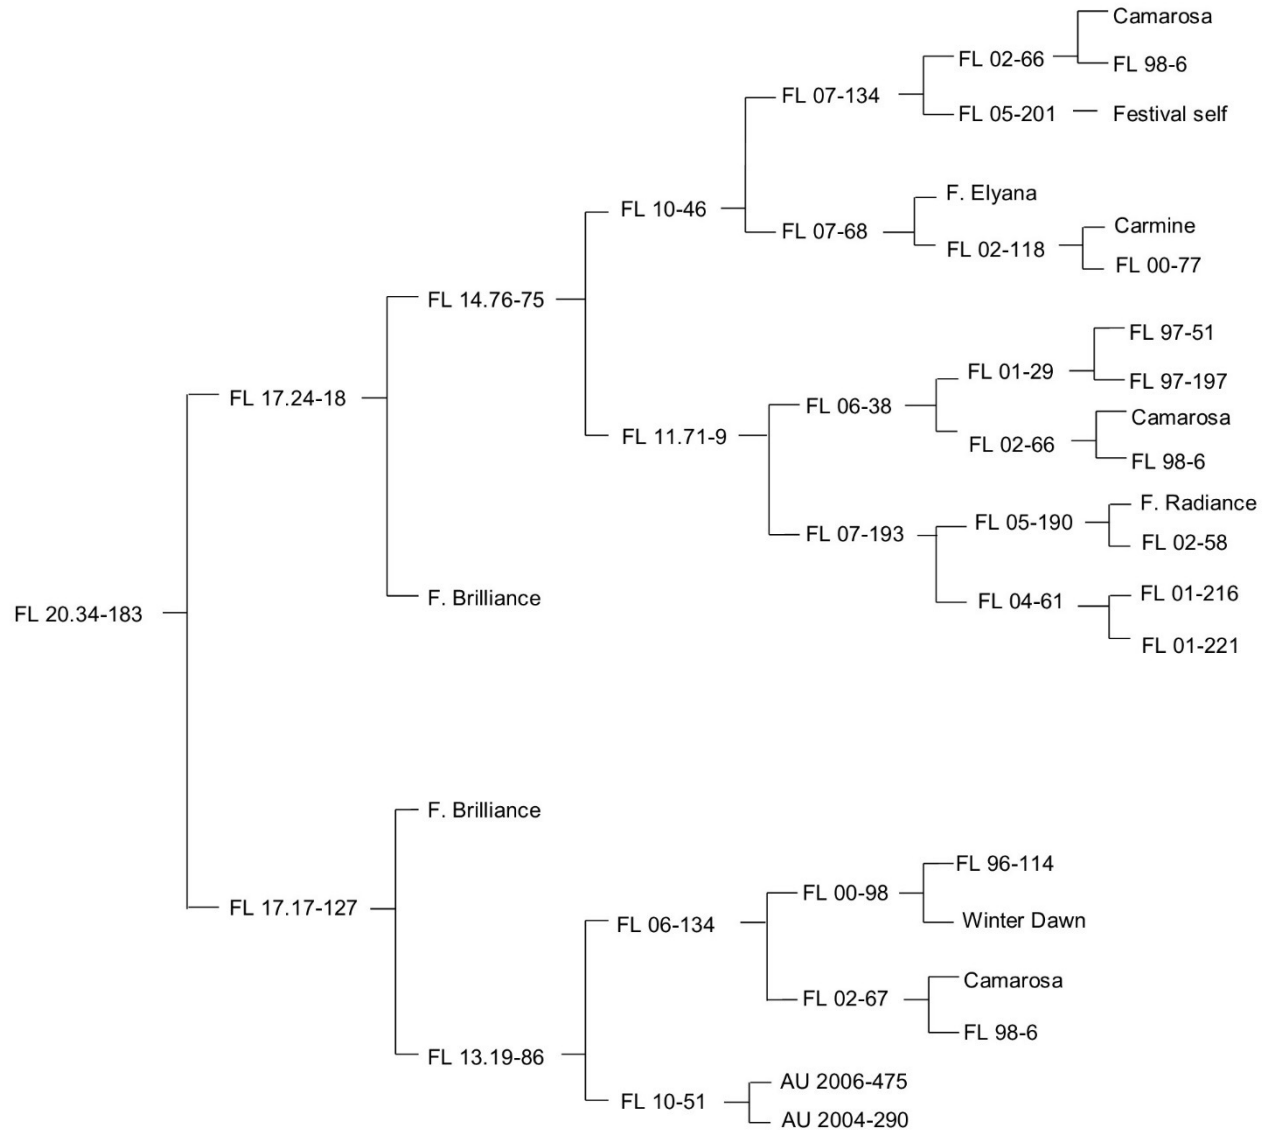 Camarosa
FL 02-66
FL 98-6
FL 07-134
FL 05-201
Festival self
F. Elyana
FL 10-46
FL 07-68
Carmine
FL 02-118
FL 00-77
FL 14.76-75
FL 97-51
FL 01-29
FL 97-197
FL 17.24-18
FL 06-38
Camarosa
FL 11.71-9
FL 02-66
FL 98-6
F. Radiance
FL 05-190
FL 07-193
FL 02-58
F. Brilliance
FL 04-61
FL 01-216
FL 20.34-183
FL 01-221
F. Brilliance
FL 96-114
FL 00-98
FL 17.17-127
FL 06-134
Winter Dawn
Camarosa
FL 02-67
FL 98-6
FL 13.19-86
AU 2006-475
FL 10-51
AU 2004-290